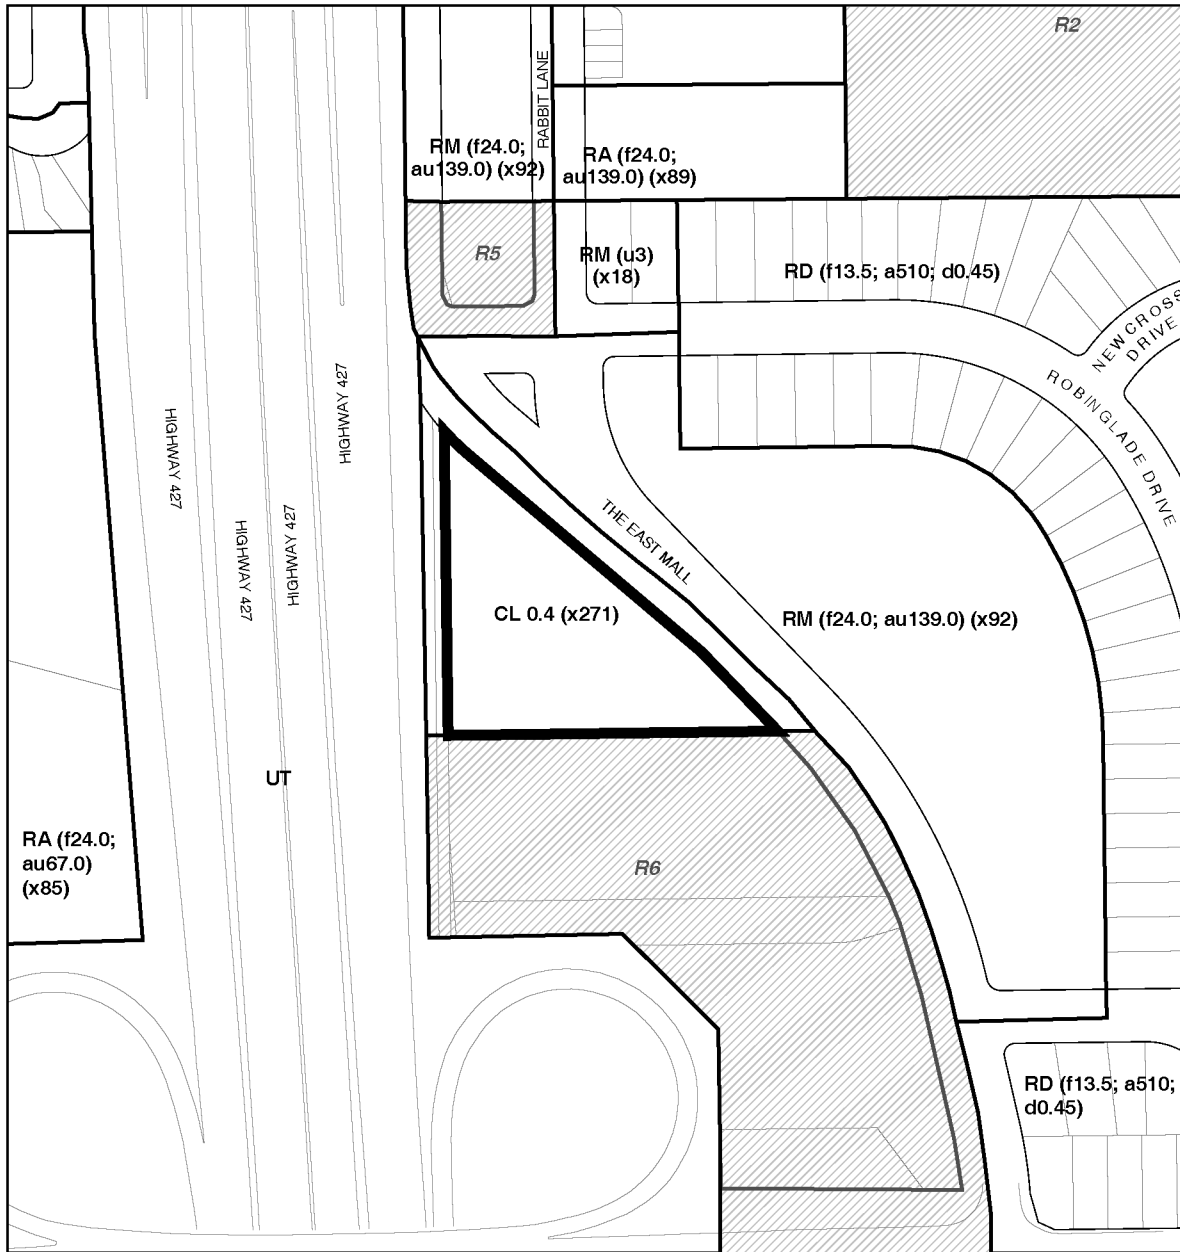 R2
RABBIT LANE
RM (f24.0;
au139.0) (x92)
RA (f24.0;
au139.0) (x89)
R5
RM (u3)
(x18)
RD (f13.5; a510; d0.45)
NEWCROSS
DRIVE
ROBINGLADE DRIVE
HIGHWAY 427
HIGHWAY 427
HIGHWAY 427
HIGHWAY 427
THE EAST MALL
CL 0.4 (x271)
RM (f24.0; au139.0) (x92)
UT
RA (f24.0;
au67.0)
(x85)
R6
RD (f13.5; a510;
d0.45)